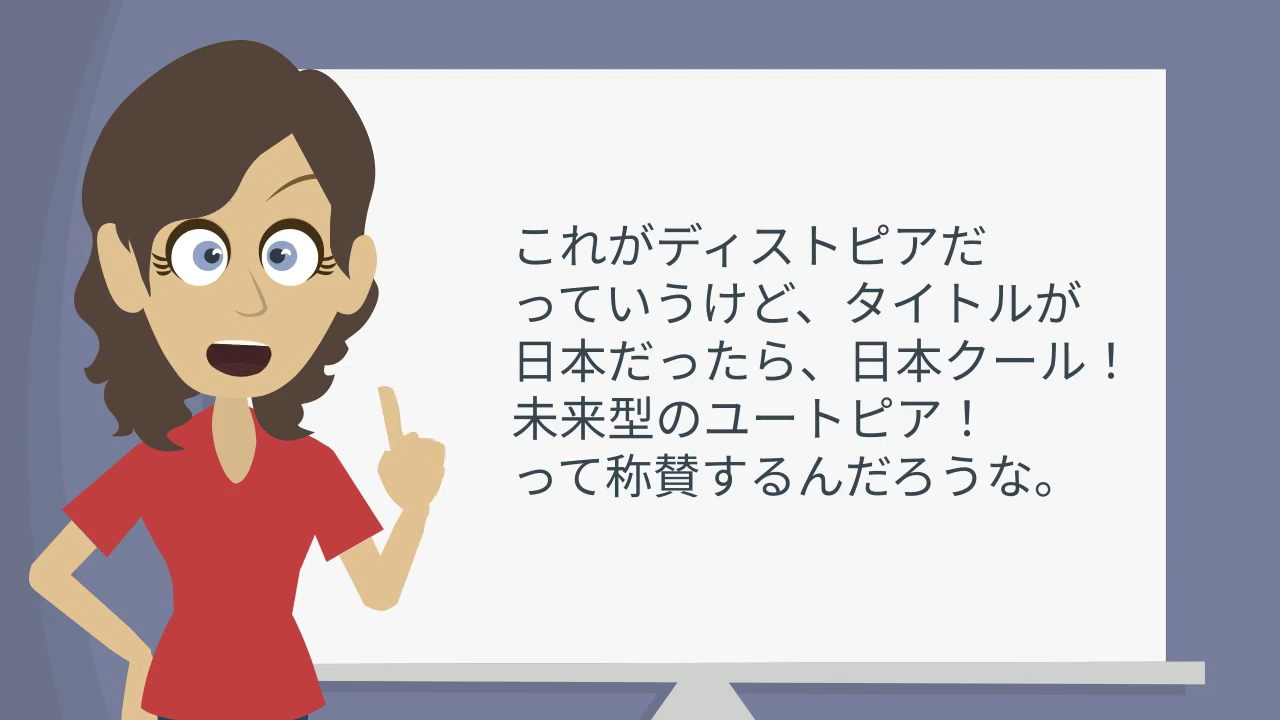 これがディストピアだ
っていうけど、タイトルが
日本だったら、日本クール！
未来型のユートピア！
って称賛するんだろうな。